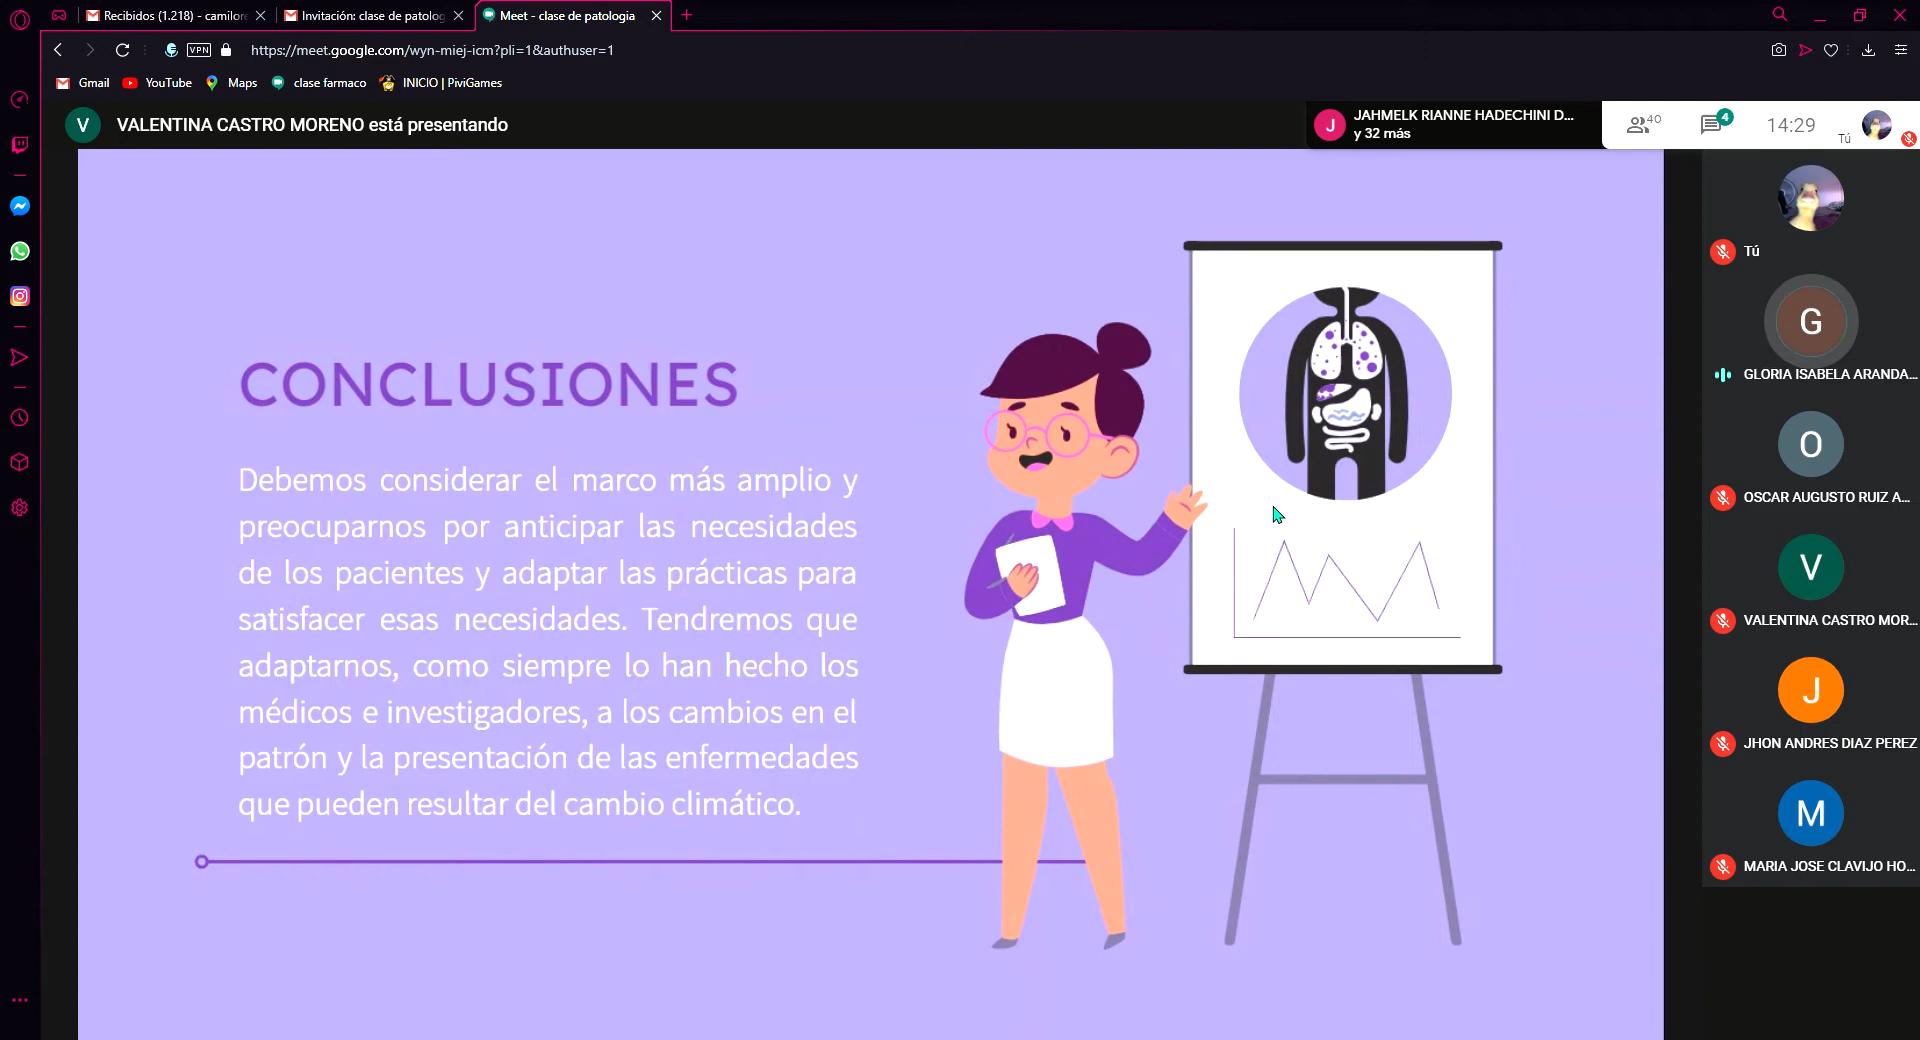 Recibidos (1.218) - camilore
Invitación: clase de patolog
Meet - clase de patologia
VPN
https://meet.google.com/wyn-miej-icm?pli=1&authuser=1
Gmail
YouTube
Maps
clase farmaco
INICIO | PiviGames
V
VALENTINA CASTRO MORENO está presentando
J
JAHMELK RIANNE HADECHINI D...
y 32 más
40
4
14:29
Tú
CONCLUSIONES
Debemos considerar el marco más amplio y
preocuparnos por anticipar las necesidades
de los pacientes y adaptar las prácticas para
satisfacer esas necesidades. Tendremos que
adaptarnos, como siempre lo han hecho los
médicos e investigadores, a los cambios en el
patrón y la presentación de las enfermedades
que pueden resultar del cambio climático.
Tú
G
GLORIA ISABELA ARANDA...
O
OSCAR AUGUSTO RUIZ A...
V
VALENTINA CASTRO MOR...
J
JHON ANDRES DIAZ PEREZ
M
MARIA JOSE CLAVIJO HO...